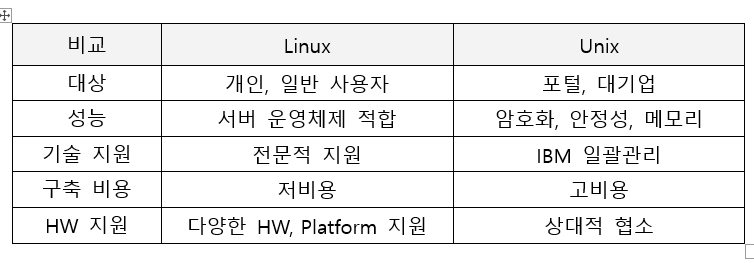 비교 Linux Unix
대상 개인, 일반 사용자 포털, 대기업
성능 서버 운영체제 적합 암호화, 안정성, 메모리
기술 지원 전문적 지원 IBM 일괄관리
구축 비용 저비용 고비용
HW 지원 다양한 HW, Platform 지원 상대적 협소